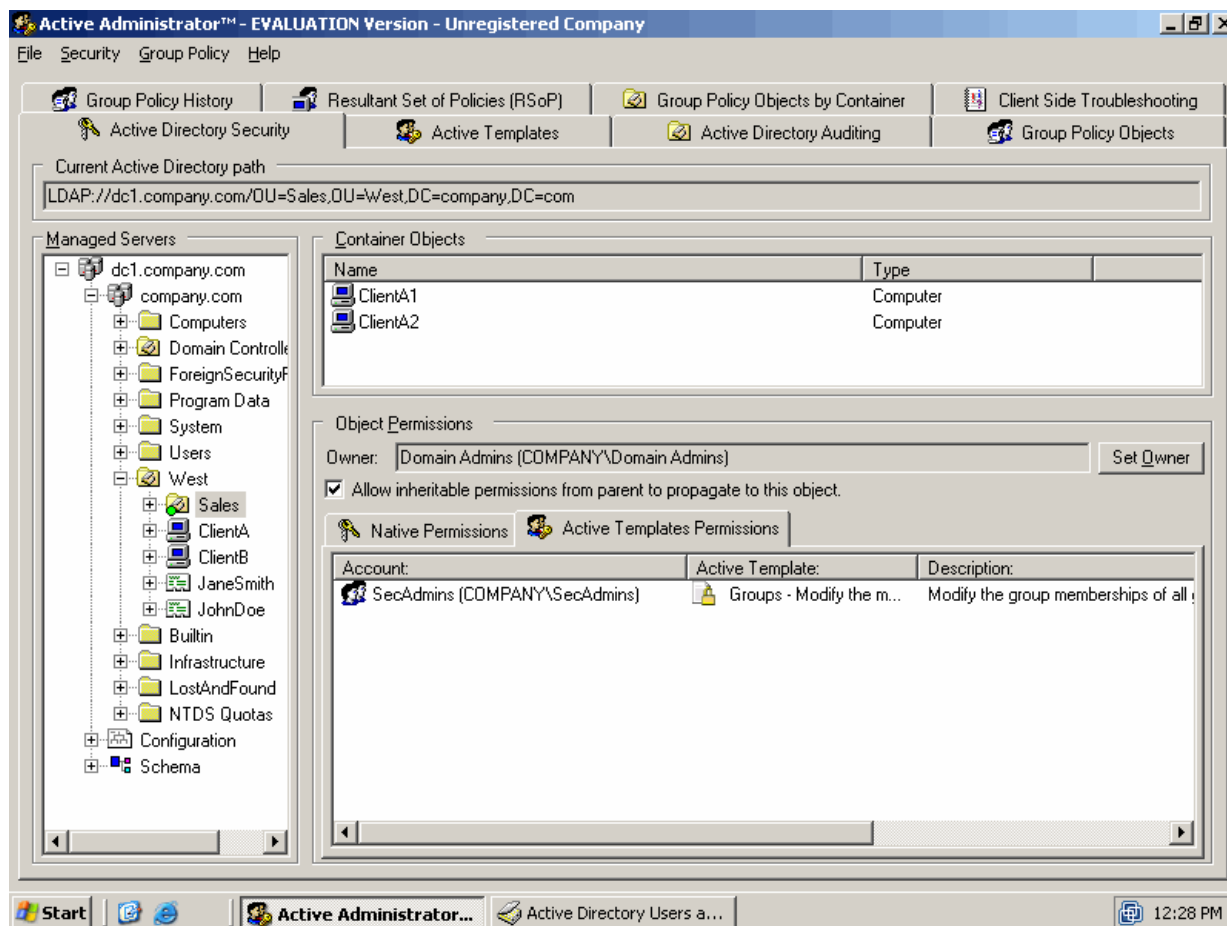 Active Administrator™ - EVALUATION Version - Unregistered Company
File Security Group Policy Help
Group Policy History Resultant Set of Policies (RSoP) Group Policy Objects by Container Client Side Troubleshooting
Active Directory Security Active Templates Active Directory Auditing Group Policy Objects
Current Active Directory path
LDAP://dc1.company.com/OU=Sales,OU=West,DC=company,DC=com
Managed Servers
dc1.company.com
company.com
Computers
Domain Controlle
ForeignSecurityP
Program Data
System
Users
West
Sales
ClientA
ClientB
JaneSmith
JohnDoe
Builtin
Infrastructure
LostAndFound
NTDS Quotas
Configuration
Schema
Container Objects
Name Type
ClientA1 Computer
ClientA2 Computer
Object Permissions
Owner: Domain Admins (COMPANY\Domain Admins) Set Owner
Allow inheritable permissions from parent to propagate to this object.
Native Permissions Active Templates Permissions
Account: Active Template: Description:
SecAdmins (COMPANY\SecAdmins) Groups - Modify the m... Modify the group memberships of all
Start Active Administrator... Active Directory Users a... 12:28 PM